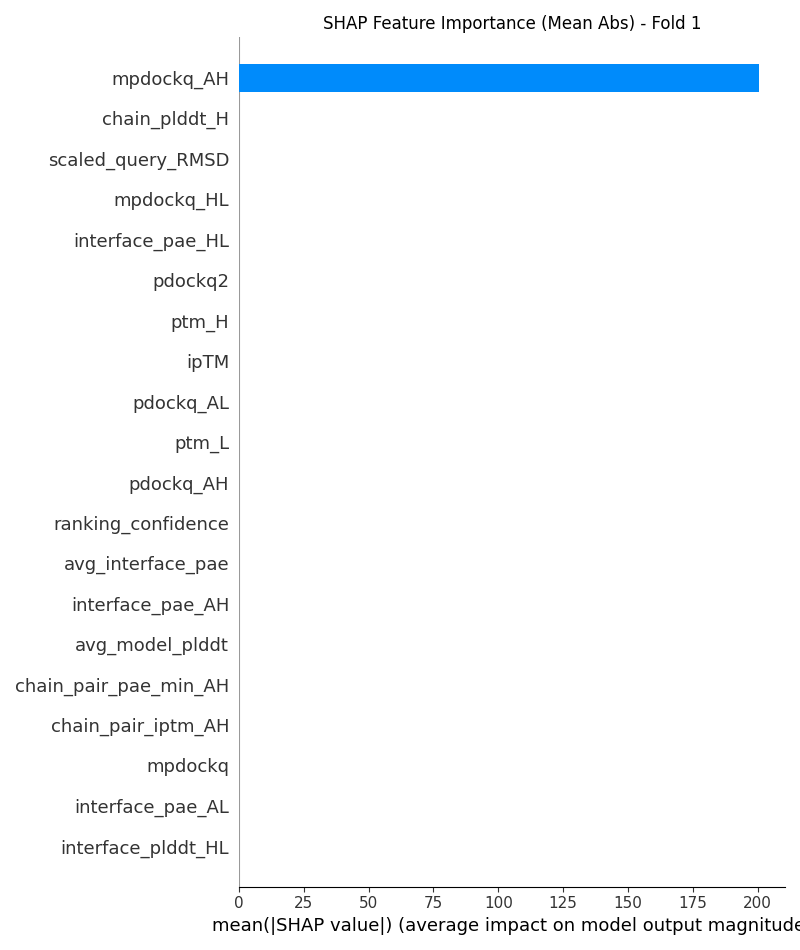 SHAP Feature Importance (Mean Abs) - Fold 1
mpdockq_AH
chain_plddt_H
scaled_query_RMSD
mpdockq_HL
interface_pae_HL
pdockq2
ptm_H
ipTM
pdockq_AL
ptm_L
pdockq_AH
ranking_confidence
avg_interface_pae
interface_pae_AH
avg_model_plddt
chain_pair_pae_min_AH
chain_pair_iptm_AH
mpdockq
interface_pae_AL
interface_plddt_HL
0 25 50 75 100 125 150 175 200
mean(|SHAP value|) (average impact on model output magnitude